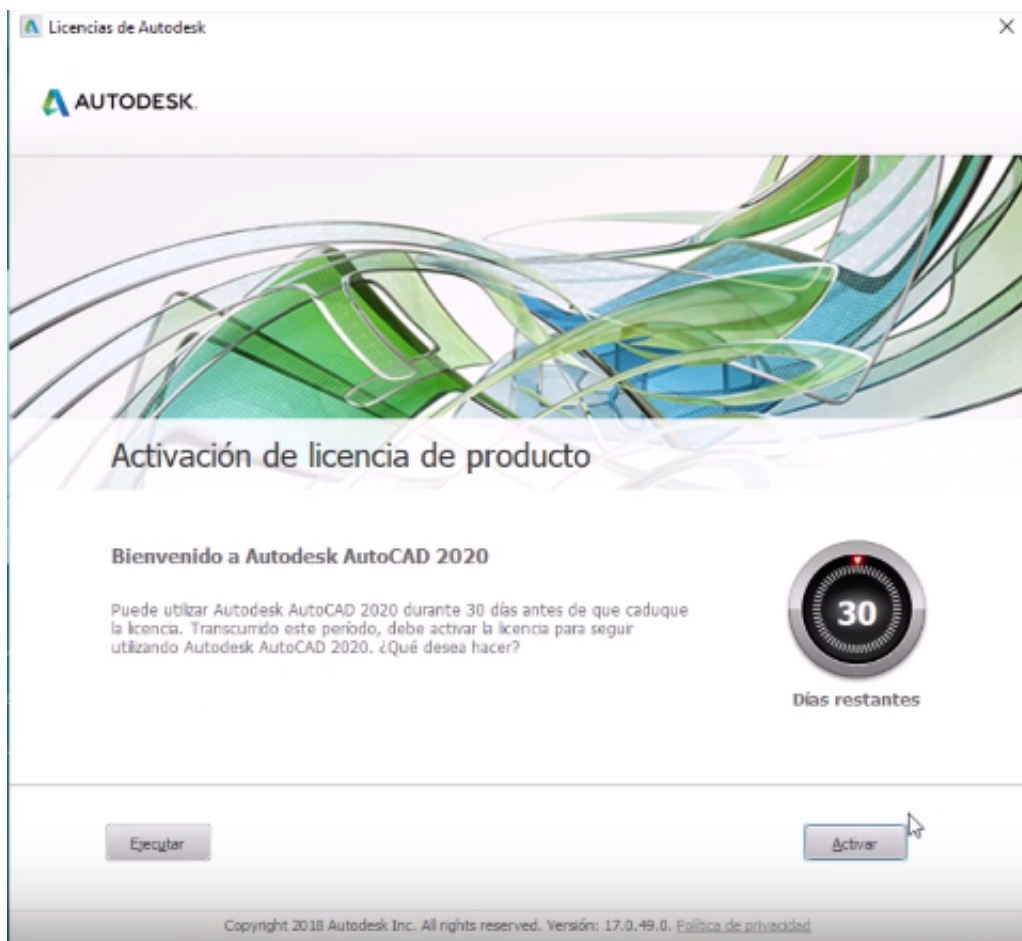 Licencias de Autodesk
AUTODESK.
Activación de licencia de producto
Bienvenido a Autodesk AutoCAD 2020
Puede utilizar Autodesk AutoCAD 2020 durante 30 días antes de que caduque
la licencia. Transcurrido este período, debe activar la licencia para seguir
utilizando Autodesk AutoCAD 2020. ¿Qué desea hacer?
30
Días restantes
Ejecutar
Activar
Copyright 2018 Autodesk Inc. All rights reserved. Versión: 17.0.49.0. Política de privacidad